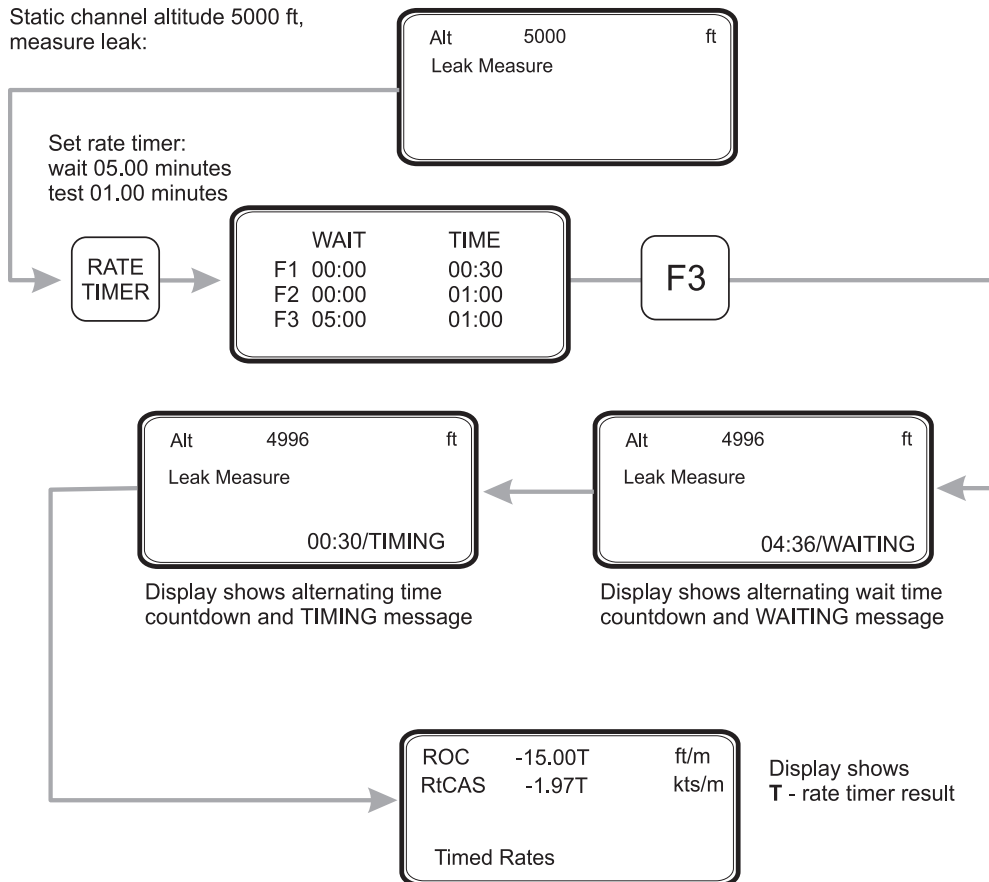 Static channel altitude 5000 ft,
measure leak:
Alt 5000 ft
Leak Measure
Set rate timer:
wait 05.00 minutes
test 01.00 minutes
RATE
TIMER
WAIT TIME
F1 00:00 00:30
F2 00:00 01:00
F3 05:00 01:00
F3
Alt 4996 ft
Leak Measure
04:36/WAITING
Display shows alternating wait time
countdown and WAITING message
Alt 4996 ft
Leak Measure
00:30/TIMING
Display shows alternating time
countdown and TIMING message
ROC -15.00T ft/m
RtCAS -1.97T kts/m
Timed Rates
Display shows
T - rate timer result